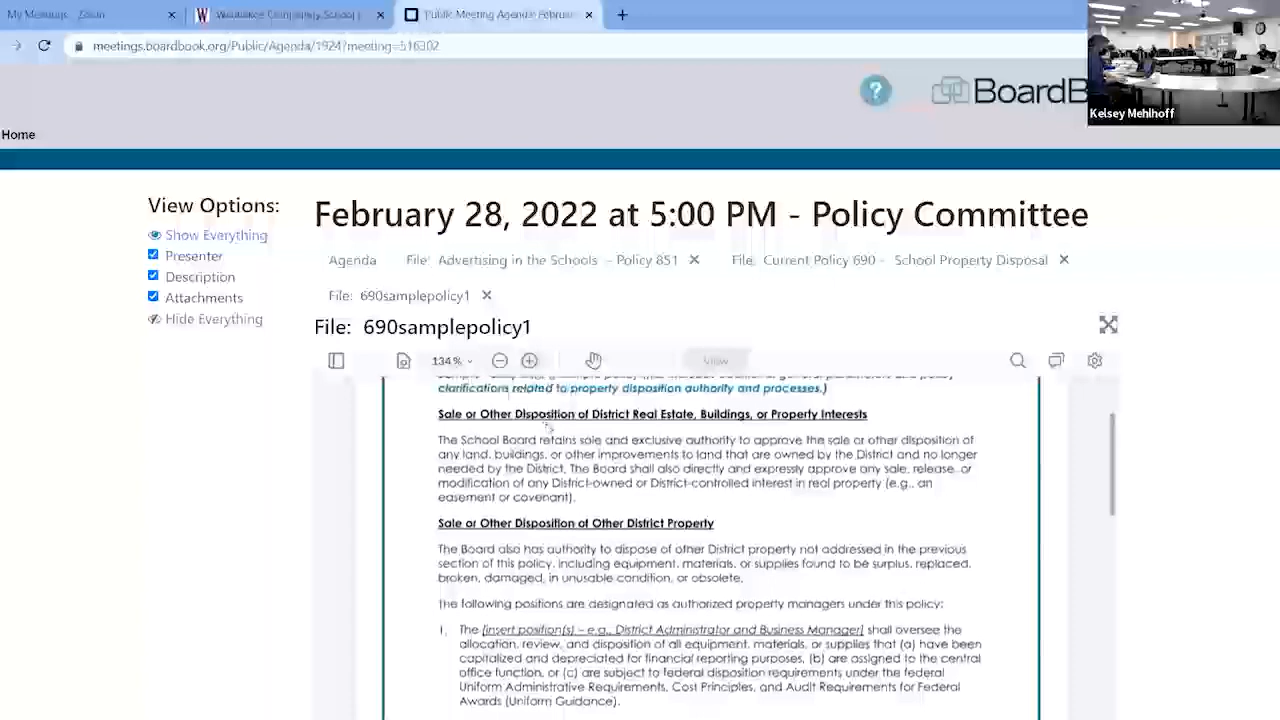 My Meetings - Zoom
Waunakee Community School
Public Meeting Agenda: Februar
meetings.boardbook.org/Public/Agenda/1924?meeting=516302
BoardB
Kelsey Mehlhoff
Home
View Options:
Show Everything
Presenter
Description
Attachments
Hide Everything
February 28, 2022 at 5:00 PM - Policy Committee
Agenda File: Advertising in the Schools - Policy 851 File: Current Policy 690 - School Property Disposal
File: 690samplepolicy1
File: 690samplepolicy1
134% View
clarifications related to property disposition authority and processes.)
Sale or Other Disposition of District Real Estate, Buildings, or Property Interests
The School Board retains sole and exclusive authority to approve the sale or other disposition of
any land, buildings, or other improvements to land that are owned by the District and no longer
needed by the District. The Board shall also directly and expressly approve any sale, release, or
modification of any District-owned or District-controlled interest in real property (e.g., an
easement or covenant).
Sale or Other Disposition of Other District Property
The Board also has authority to dispose of other District property not addressed in the previous
section of this policy, including equipment, materials, or supplies found to be surplus, replaced,
broken, damaged, in unusable condition, or obsolete.
The following positions are designated as authorized property managers under this policy:
1. The [insert position(s) – e.g., District Administrator and Business Manager] shall oversee the
allocation, review, and disposition of all equipment, materials, or supplies that (a) have been
capitalized and depreciated for financial reporting purposes, (b) are assigned to the central
office function, or (c) are subject to federal disposition requirements under the federal
Uniform Administrative Requirements, Cost Principles, and Audit Requirements for Federal
Awards (Uniform Guidance).